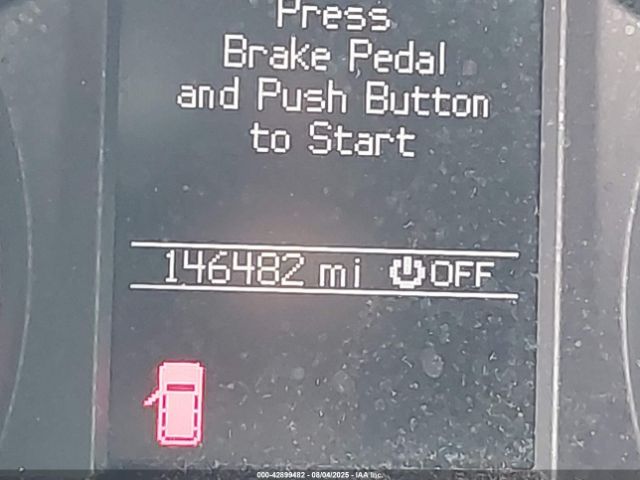 Press
Brake Pedal
and Push Button
to Start
146482 mi OFF
000-42899482 - 08/04/2025 - IAA Inc.